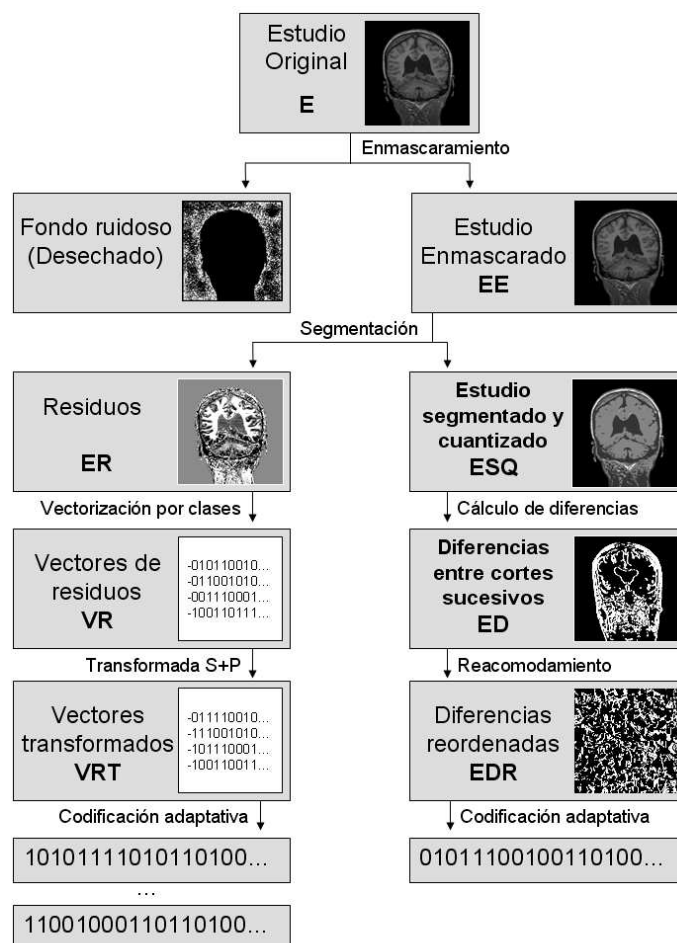 Estudio
Original
E
Enmascaramiento
Fondo ruidoso
(Desechado)
Estudio
Enmascarado
EE
Segmentación
Residuos
ER
Estudio
segmentado y
cuantizado
ESQ
Vectorización por clases
Cálculo de diferencias
Vectores de
residuos
VR
-010110010...
-011001010...
-001110001...
-100110111...
Diferencias
entre cortes
sucesivos
ED
Transformada S+P
Reacomodamiento
Vectores
transformados
VRT
-011110010...
-111001010...
-101110001...
-100110011...
Diferencias
reordenadas
EDR
Codificación adaptativa
Codificación adaptativa
10101111010110100...
01011100100110100...
...
11001000110110100...